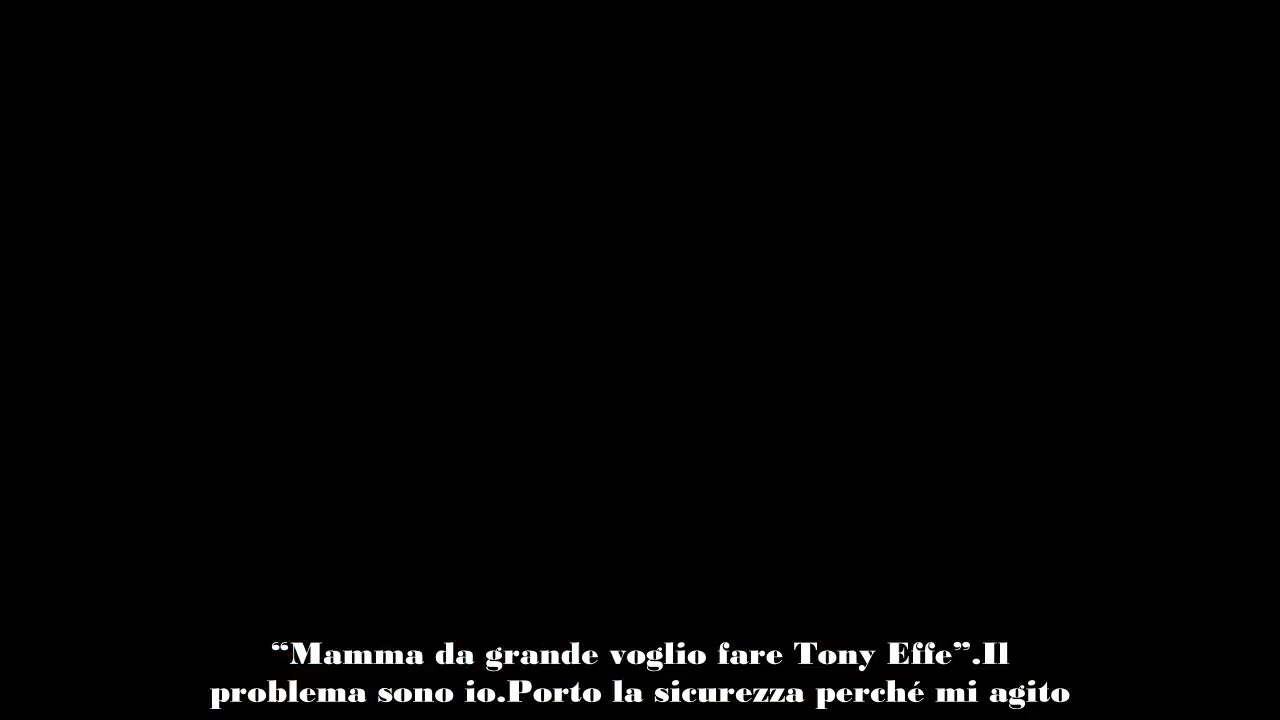 “Mamma da grande voglio fare Tony Effe”.Il
problema sono io.Porto la sicurezza perché mi agito